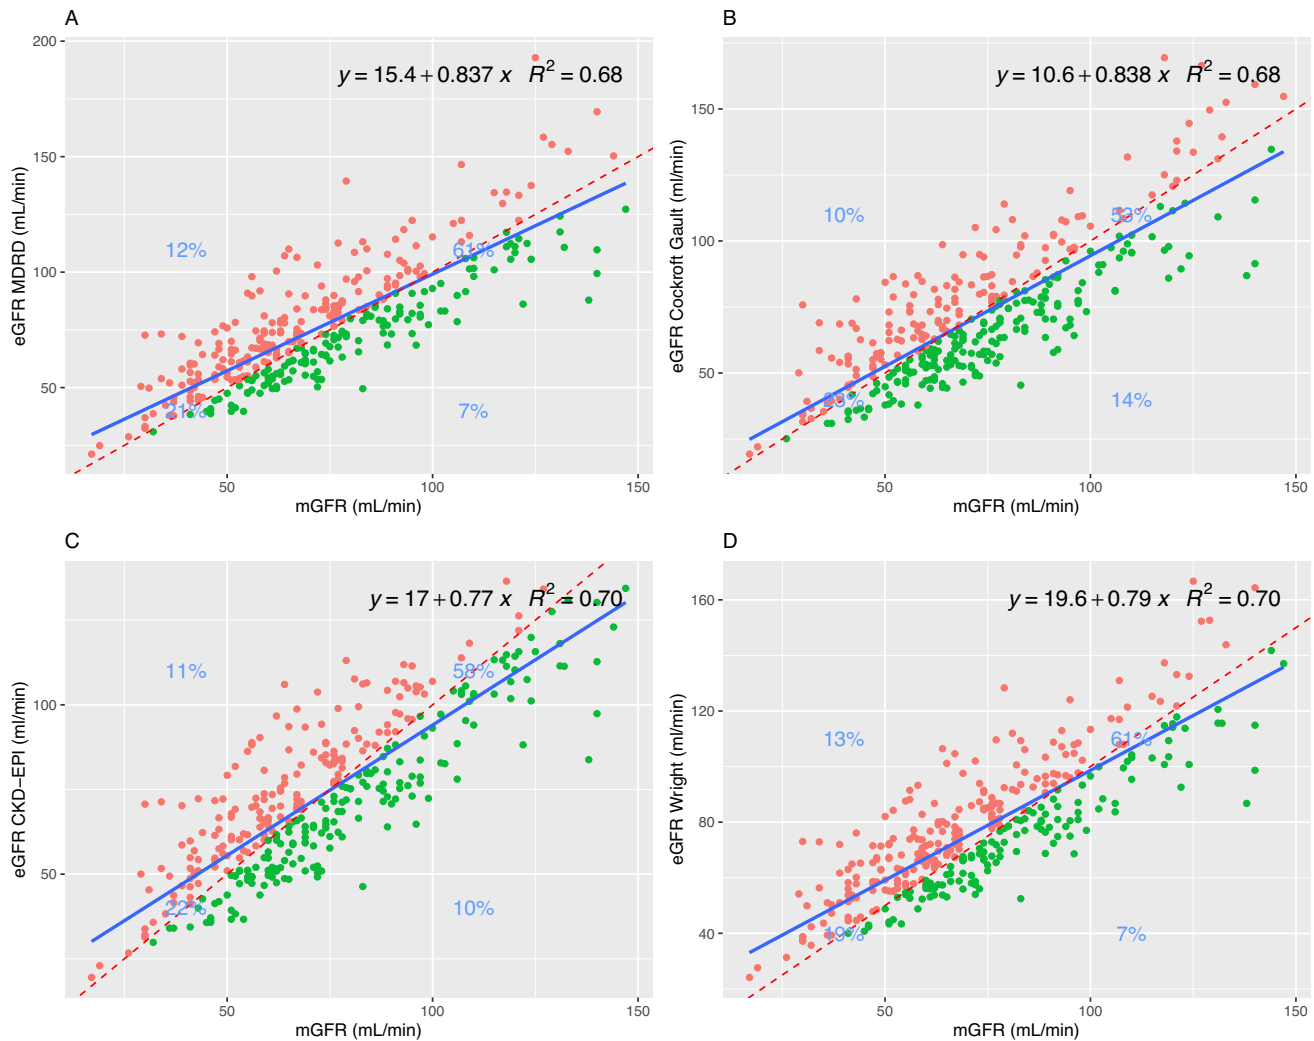 A
y = 15.4 + 0.837 x R² = 0.68
12%
61%
21%
7%
200
150
100
50
50
100
150
eGFR MDRD (mL/min)
mGFR (mL/min)
B
y = 10.6 + 0.838 x R² = 0.68
10%
53%
23%
14%
150
100
50
50
100
150
eGFR Cockroft Gault (ml/min)
mGFR (mL/min)
C
y = 17 + 0.77 x R² = 0.70
11%
58%
22%
10%
100
50
50
100
150
eGFR CKD−EPI (ml/min)
mGFR (mL/min)
D
y = 19.6 + 0.79 x R² = 0.70
13%
61%
19%
7%
160
120
80
40
50
100
150
eGFR Wright (ml/min)
mGFR (mL/min)